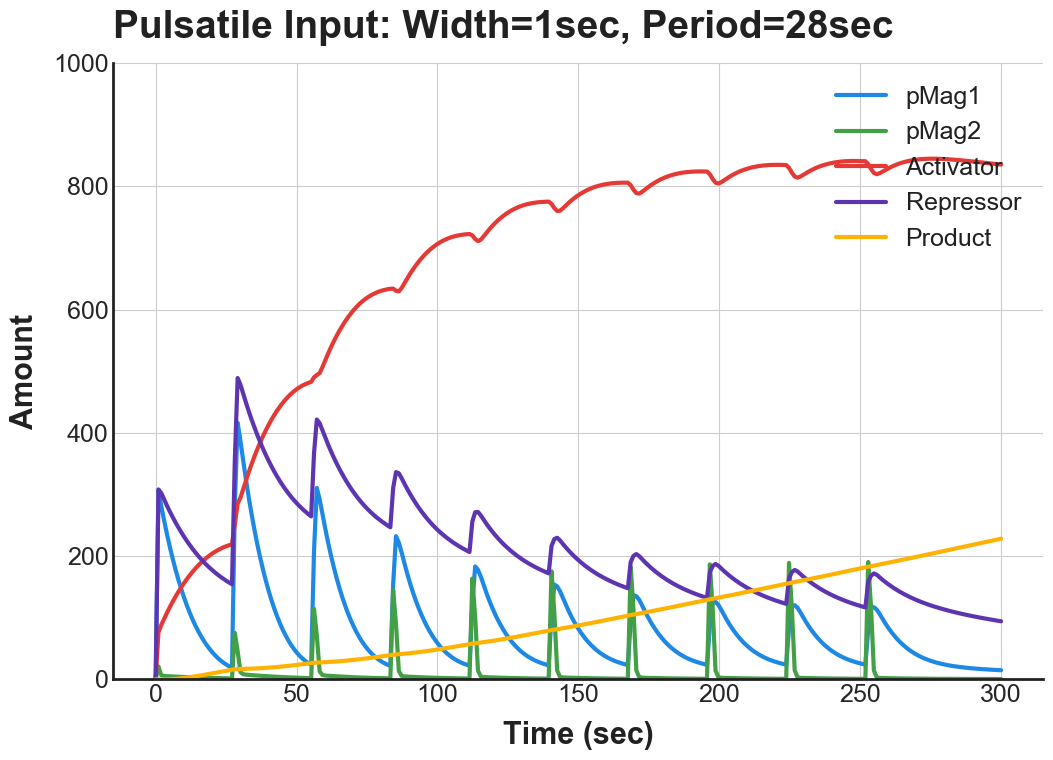 Pulsatile Input: Width=1sec, Period=28sec
1000
800
600
400
200
0
Amount
pMag1
pMag2
Activator
Repressor
Product
0 50 100 150 200 250 300
Time (sec)